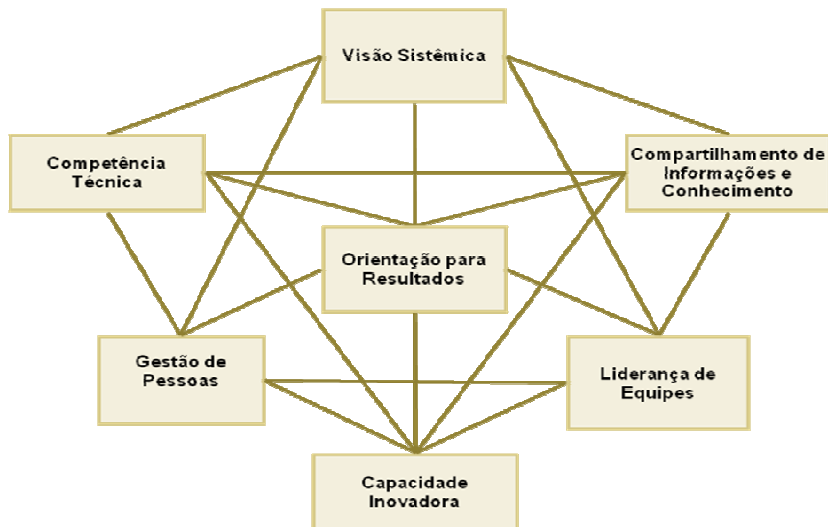 Visão Sistêmica
Competência
Técnica
Compartilhamento de
Informações e
Conhecimento
Orientação para
Resultados
Gestão de
Pessoas
Liderança de
Equipes
Capacidade
Inovadora